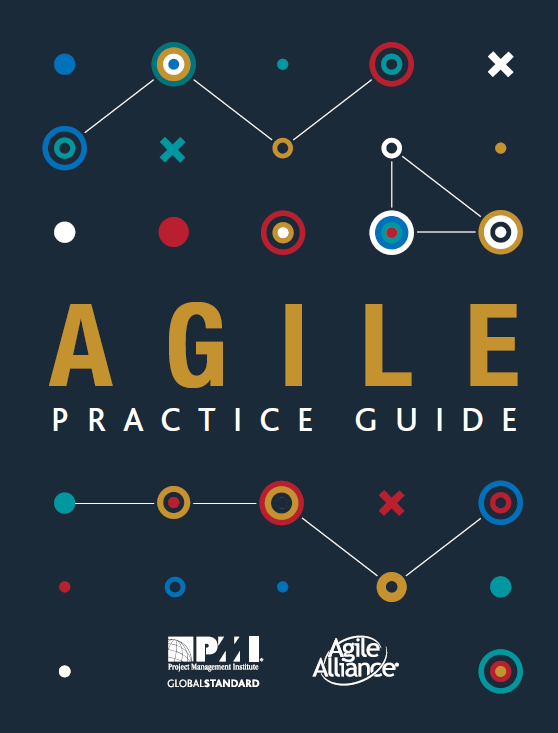 AGILE
PRACTICE GUIDE
PMI.
Project Management Institute
GLOBALSTANDARD
Agile
Alliance